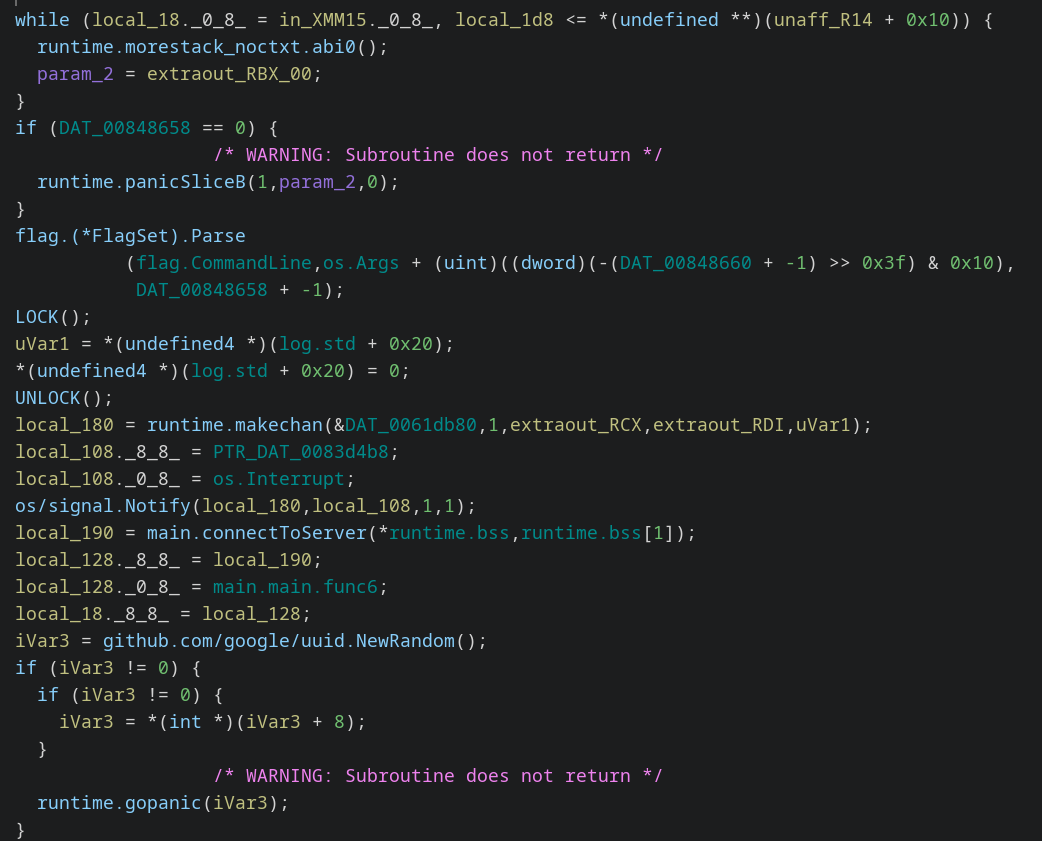 while (local_18._0_8_ = in_XMM15._0_8_, local_1d8 <= *(undefined **)(unaff_R14 + 0x10)) {
  runtime.morestack_noctxt.abi0();
  param_2 = extraout_RBX_00;
}
if (DAT_00848658 == 0) {
                  /* WARNING: Subroutine does not return */
  runtime.panicSliceB(1,param_2,0);
}
flag.(*FlagSet).Parse
          (flag.CommandLine,os.Args + (uint)((dword)(-(DAT_00848660 + -1) >> 0x3f) & 0x10),
           DAT_00848658 + -1);
LOCK();
uVar1 = *(undefined4 *)(log.std + 0x20);
*(undefined4 *)(log.std + 0x20) = 0;
UNLOCK();
local_180 = runtime.makechan(&DAT_0061db80,1,extraout_RCX,extraout_RDI,uVar1);
local_108._8_8_ = PTR_DAT_0083d4b8;
local_108._0_8_ = os.Interrupt;
os/signal.Notify(local_180,local_108,1,1);
local_190 = main.connectToServer(*runtime.bss,runtime.bss[1]);
local_128._8_8_ = local_190;
local_128._0_8_ = main.main.func6;
local_18._8_8_ = local_128;
iVar3 = github.com/google/uuid.NewRandom();
if (iVar3 != 0) {
  if (iVar3 != 0) {
    iVar3 = *(int *)(iVar3 + 8);
  }
                  /* WARNING: Subroutine does not return */
  runtime.gopanic(iVar3);
}